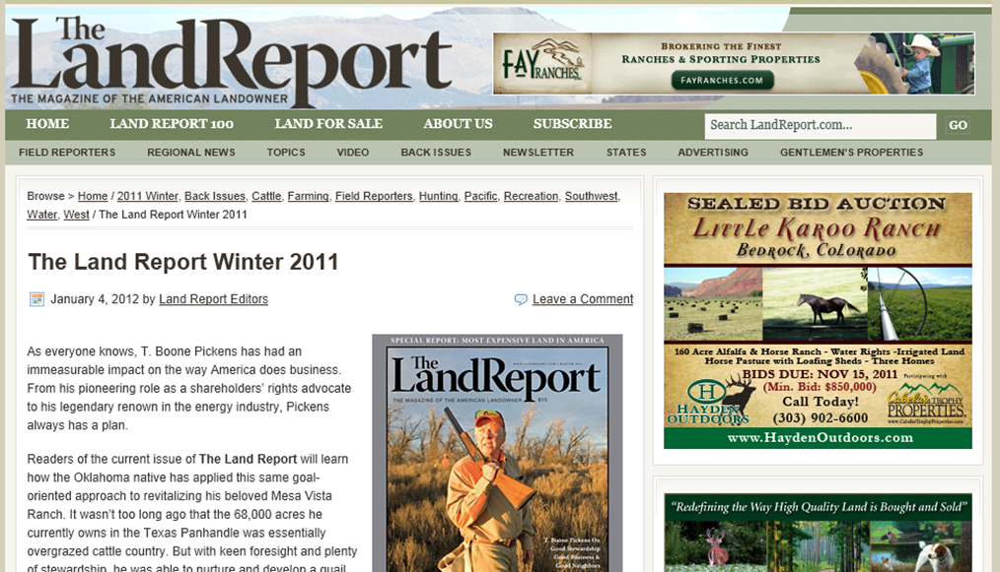 The
LandReport
THE MAGAZINE OF THE AMERICAN LANDOWNER
FAY
RANCHES
BROKERING THE FINEST
RANCHES & SPORTING PROPERTIES
FAYRANCHES.COM
HOME LAND REPORT 100 LAND FOR SALE ABOUT US SUBSCRIBE
Search LandReport.com... GO
FIELD REPORTERS REGIONAL NEWS TOPICS VIDEO BACK ISSUES NEWSLETTER STATES ADVERTISING GENTLEMEN'S PROPERTIES
Browse > Home / 2011 Winter, Back Issues, Cattle, Farming, Field Reporters, Hunting, Pacific, Recreation, Southwest,
Water, West / The Land Report Winter 2011
The Land Report Winter 2011
January 4, 2012 by Land Report Editors
Leave a Comment
As everyone knows, T. Boone Pickens has had an
immeasurable impact on the way America does business.
From his pioneering role as a shareholders' rights advocate
to his legendary renown in the energy industry, Pickens
always has a plan.
Readers of the current issue of The Land Report will learn
how the Oklahoma native has applied this same goal-
oriented approach to revitalizing his beloved Mesa Vista
Ranch. It wasn't too long ago that the 68,000 acres he
currently owns in the Texas Panhandle was essentially
overgrazed cattle country. But with keen foresight and plenty
of stewardship, he was able to nurture and develop a quail
SPECIAL REPORT: MOST EXPENSIVE LAND IN AMERICA
The
LandReport
THE MAGAZINE OF THE AMERICAN LANDOWNER $15
T. Boone Pickens On
Good Stewardship
Good Business &
Good Neighbors
SEALED BID AUCTION
LITTLE KAROO RANCH
BEDROCK, COLORADO
160 Acre Alfalfa & Horse Ranch - Water Rights -Irrigated Land
Horse Pasture with Loafing Sheds - Three Homes
BIDS DUE: NOV 15, 2011
(Min. Bid: $850,000)
Call Today!
(303) 902-6600
H
HAYDEN
OUTDOORS
Participating with
Cabela's TROPHY
PROPERTIES
www.CabelasTrophyProperties.com
www.HaydenOutdoors.com
"Redefining the Way High Quality Land is Bought and Sold"